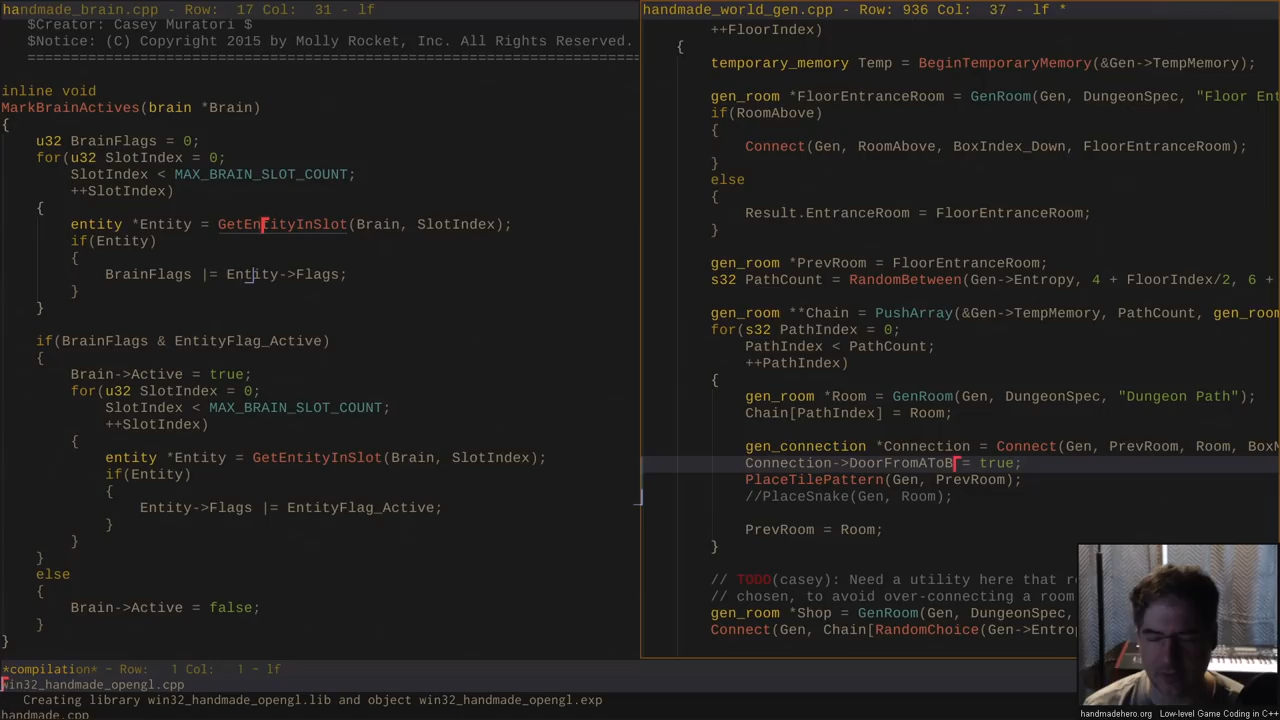 handmade_brain.cpp - Row: 17 Col: 31 - lf
$Creator: Casey Muratori $
$Notice: (C) Copyright 2015 by Molly Rocket, Inc. All Rights Reserved.
========================================================================
inline void
MarkBrainActives(brain *Brain)
{
u32 BrainFlags = 0;
for(u32 SlotIndex = 0;
SlotIndex < MAX_BRAIN_SLOT_COUNT;
++SlotIndex)
{
entity *Entity = GetEntityInSlot(Brain, SlotIndex);
if(Entity)
{
BrainFlags |= Entity->Flags;
}
}
if(BrainFlags & EntityFlag_Active)
{
Brain->Active = true;
for(u32 SlotIndex = 0;
SlotIndex < MAX_BRAIN_SLOT_COUNT;
++SlotIndex)
{
entity *Entity = GetEntityInSlot(Brain, SlotIndex);
if(Entity)
{
Entity->Flags |= EntityFlag_Active;
}
}
}
else
{
Brain->Active = false;
}
}
handmade_world_gen.cpp - Row: 936 Col: 37 - lf *
++FloorIndex)
{
temporary_memory Temp = BeginTemporaryMemory(&Gen->TempMemory);
gen_room *FloorEntranceRoom = GenRoom(Gen, DungeonSpec, "Floor Ent
if(RoomAbove)
{
Connect(Gen, RoomAbove, BoxIndex_Down, FloorEntranceRoom);
}
else
{
Result.EntranceRoom = FloorEntranceRoom;
}
gen_room *PrevRoom = FloorEntranceRoom;
s32 PathCount = RandomBetween(Gen->Entropy, 4 + FloorIndex/2, 6 +
gen_room **Chain = PushArray(&Gen->TempMemory, PathCount, gen_room
for(s32 PathIndex = 0;
PathIndex < PathCount;
++PathIndex)
{
gen_room *Room = GenRoom(Gen, DungeonSpec, "Dungeon Path");
Chain[PathIndex] = Room;
gen_connection *Connection = Connect(Gen, PrevRoom, Room, BoxM
Connection->DoorFromAToB = true;
PlaceTilePattern(Gen, PrevRoom);
//PlaceSnake(Gen, Room);
PrevRoom = Room;
}
// TODO(casey): Need a utility here that
// chosen, to avoid over-connecting a room
gen_room *Shop = GenRoom(Gen, DungeonSpec,
Connect(Gen, Chain[RandomChoice(Gen->Entrop
*compilation* - Row: 1 Col: 1 - lf
win32_handmade_opengl.cpp
Creating library win32_handmade_opengl.lib and object win32_handmade_opengl.exp
handmade.cpp
handmadehero.org Low-level Game Coding in C++